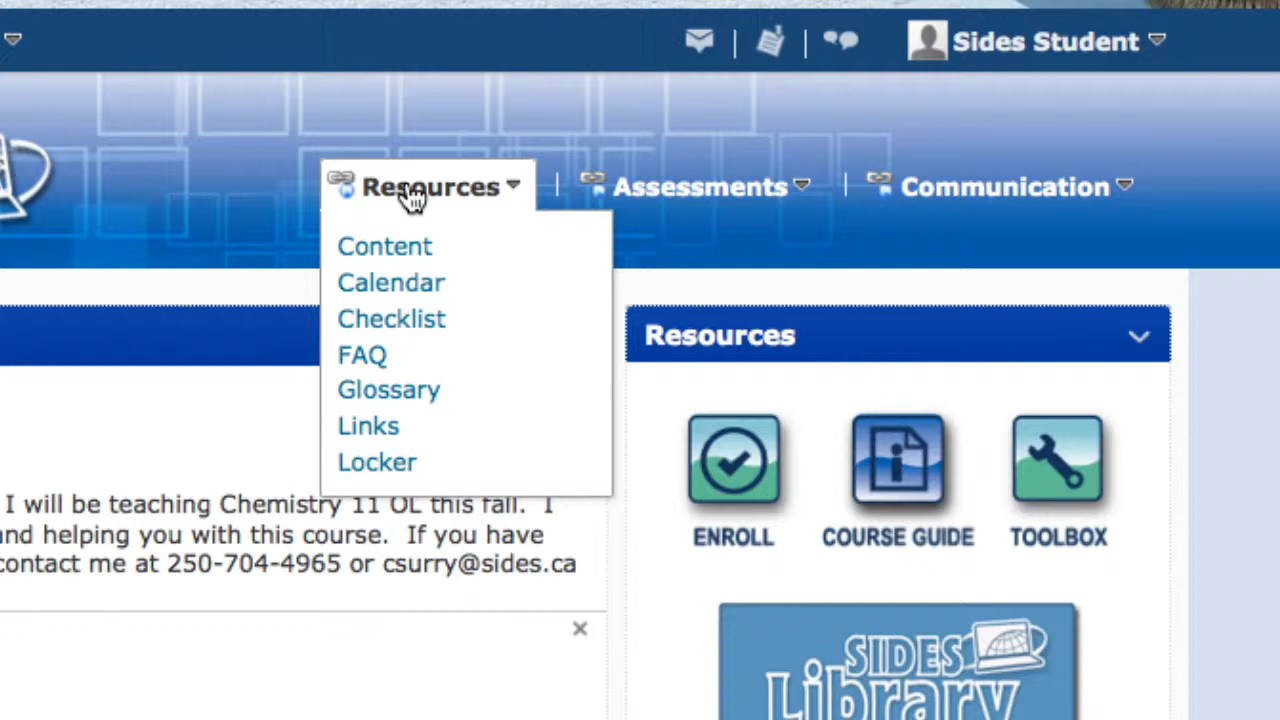 Sides Student
Resources
Assessments
Communication
Content
Calendar
Checklist
FAQ
Glossary
Links
Locker
I will be teaching Chemistry 11 OL this fall. I
and helping you with this course. If you have
contact me at 250-704-4965 or csurry@sides.ca
Resources
ENROLL
COURSE GUIDE
TOOLBOX
SIDES
Library